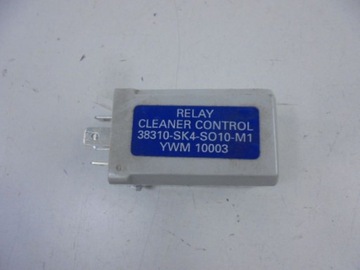 RELAY
CLEANER CONTROL
38310-SK4-SO10-M1
YWM 10003